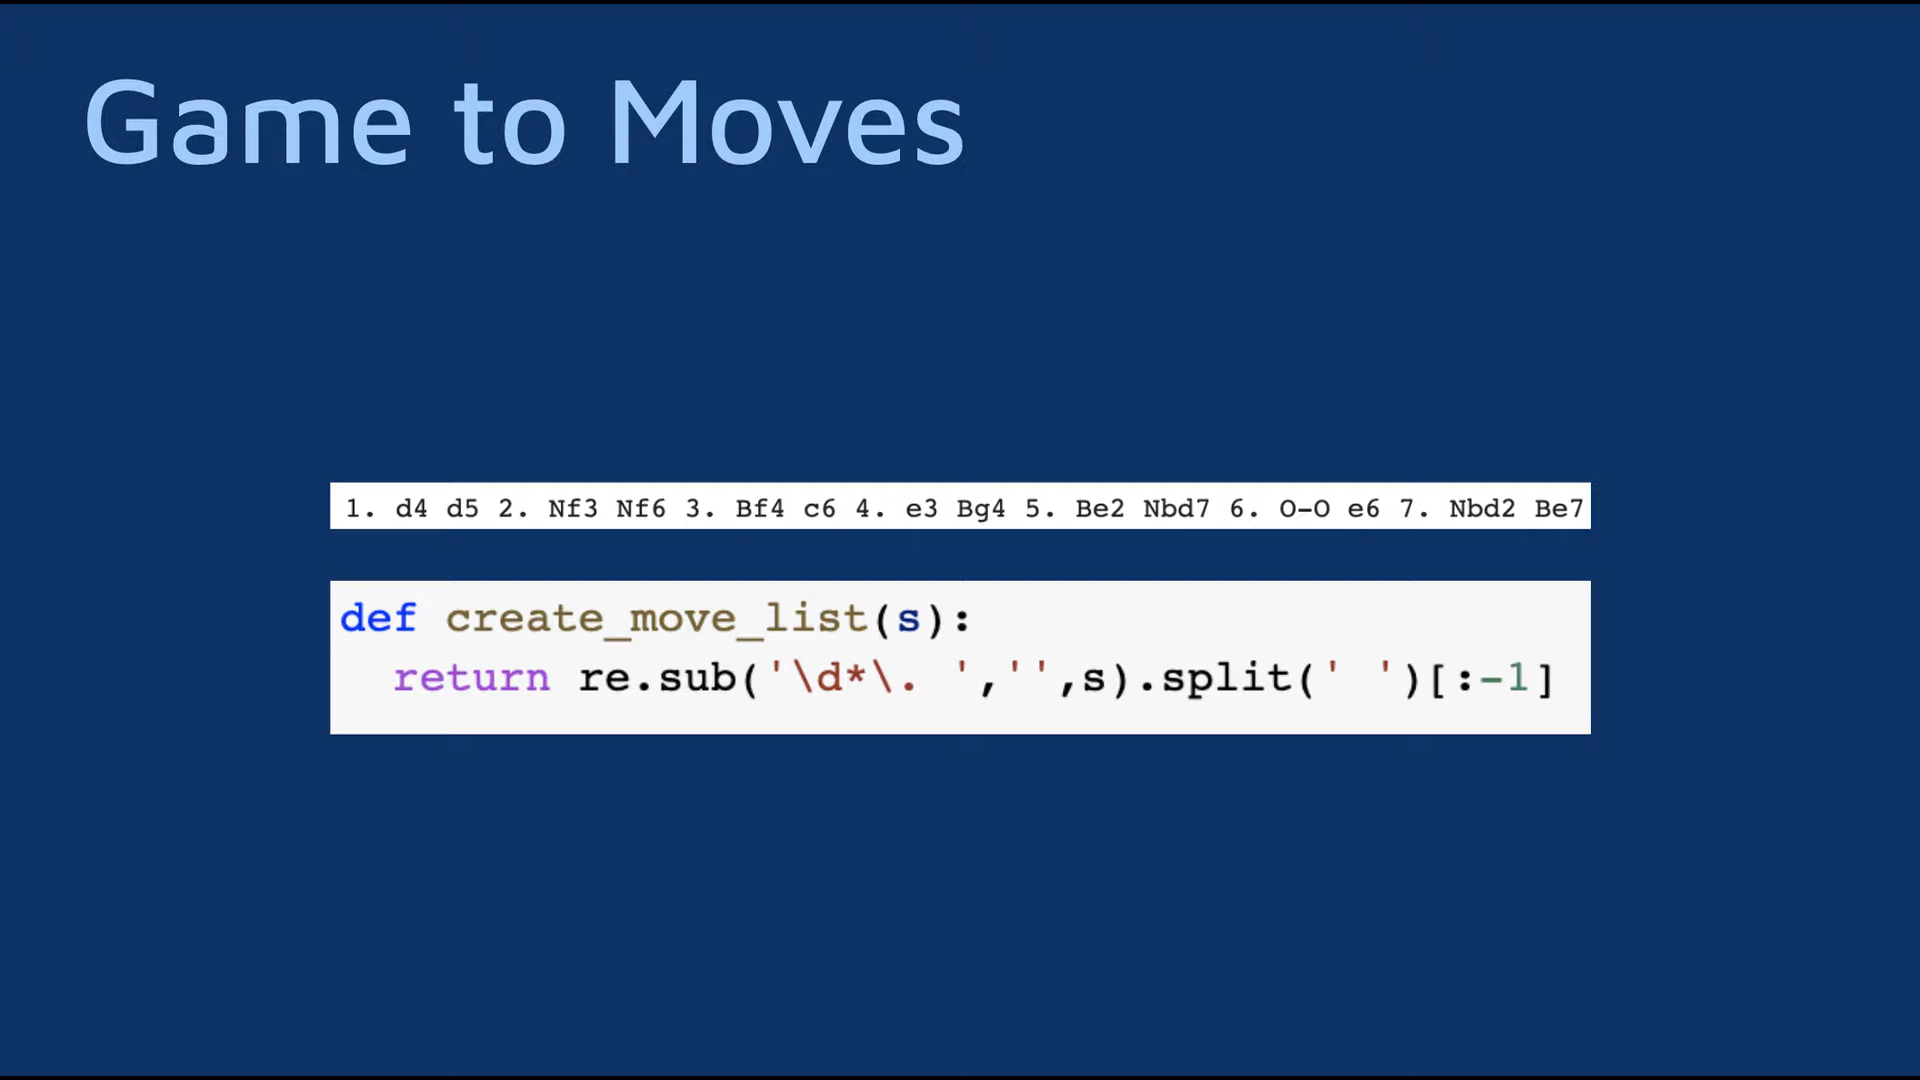 Game to Moves
1. d4 d5 2. Nf3 Nf6 3. Bf4 c6 4. e3 Bg4 5. Be2 Nbd7 6. O-O e6 7. Nbd2 Be7
def create_move_list(s):
  return re.sub('\d*\. ','',s).split(' ')[:-1]